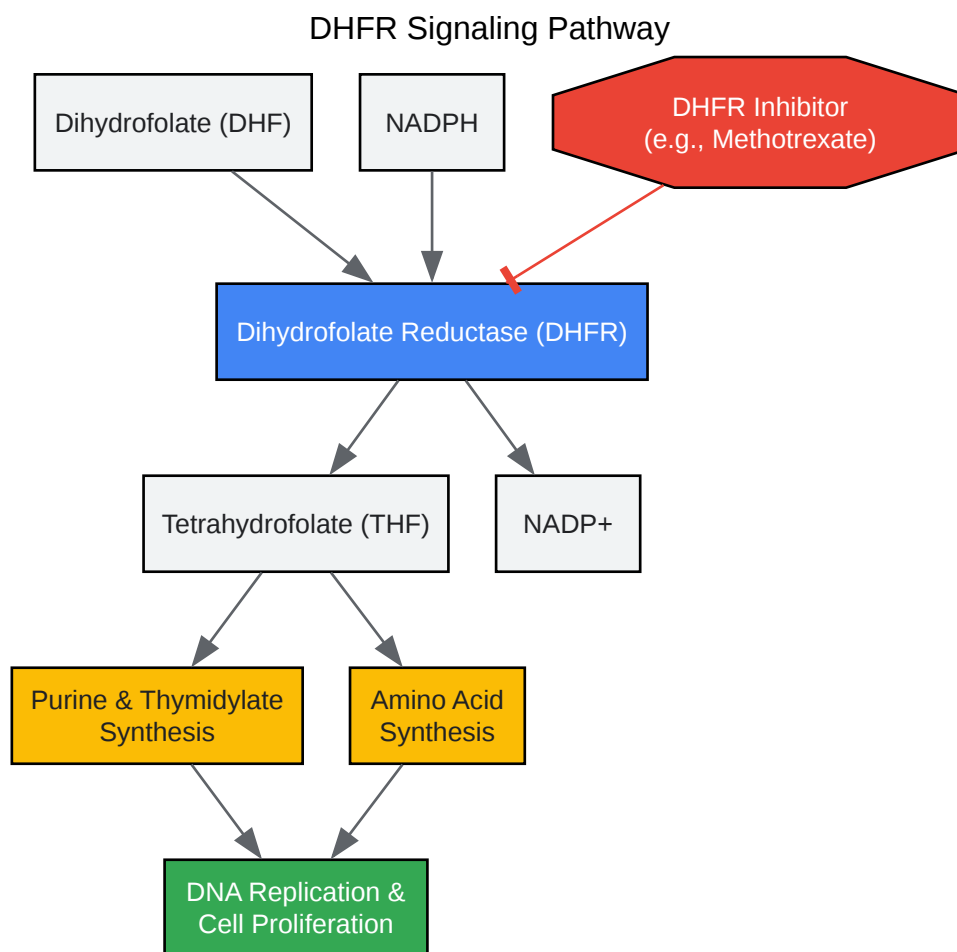 DHFR Signaling Pathway
Dihydrofolate (DHF)
NADPH
DHFR Inhibitor
(e.g., Methotrexate)
Dihydrofolate Reductase (DHFR)
Tetrahydrofolate (THF)
NADP+
Purine & Thymidylate
Synthesis
Amino Acid
Synthesis
DNA Replication &
Cell Proliferation